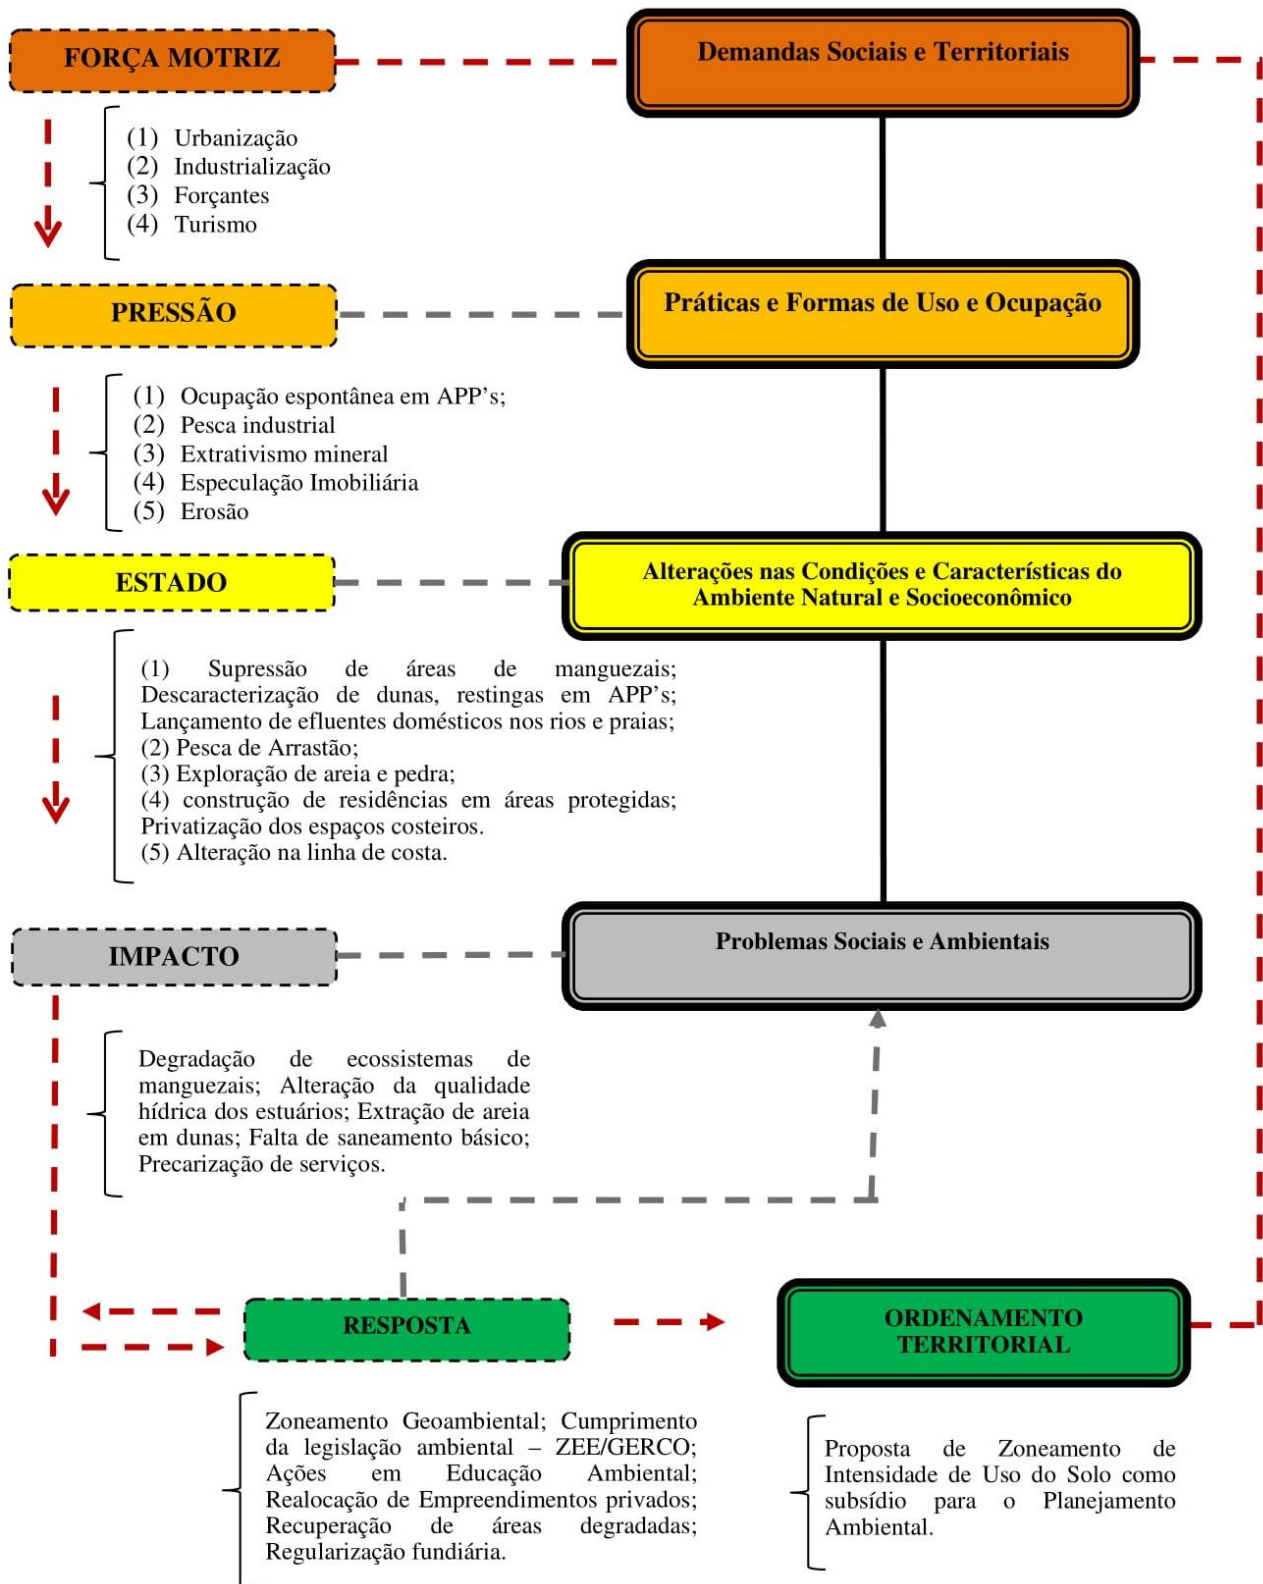 FORÇA MOTRIZ
Demandas Sociais e Territoriais
(1) Urbanização
(2) Industrialização
(3) Forçantes
(4) Turismo
PRESSÃO
Práticas e Formas de Uso e Ocupação
(1) Ocupação espontânea em APP's;
(2) Pesca industrial
(3) Extrativismo mineral
(4) Especulação Imobiliária
(5) Erosão
ESTADO
Alterações nas Condições e Características do
Ambiente Natural e Socioeconômico
(1) Supressão de áreas de manguezais;
Descaracterização de dunas, restingas em APP's;
Lançamento de efluentes domésticos nos rios e praias;
(2) Pesca de Arrastão;
(3) Exploração de areia e pedra;
(4) construção de residências em áreas protegidas;
Privatização dos espaços costeiros.
(5) Alteração na linha de costa.
IMPACTO
Problemas Sociais e Ambientais
Degradação de ecossistemas de
manguezais; Alteração da qualidade
hídrica dos estuários; Extração de areia
em dunas; Falta de saneamento básico;
Precarização de serviços.
RESPOSTA
ORDENAMENTO
TERRITORIAL
Zoneamento Geoambiental; Cumprimento
da legislação ambiental – ZEE/GERCO;
Ações em Educação Ambiental;
Realocação de Empreendimentos privados;
Recuperação de áreas degradadas;
Regularização fundiária.
Proposta de Zoneamento de
Intensidade de Uso do Solo como
subsídio para o Planejamento
Ambiental.